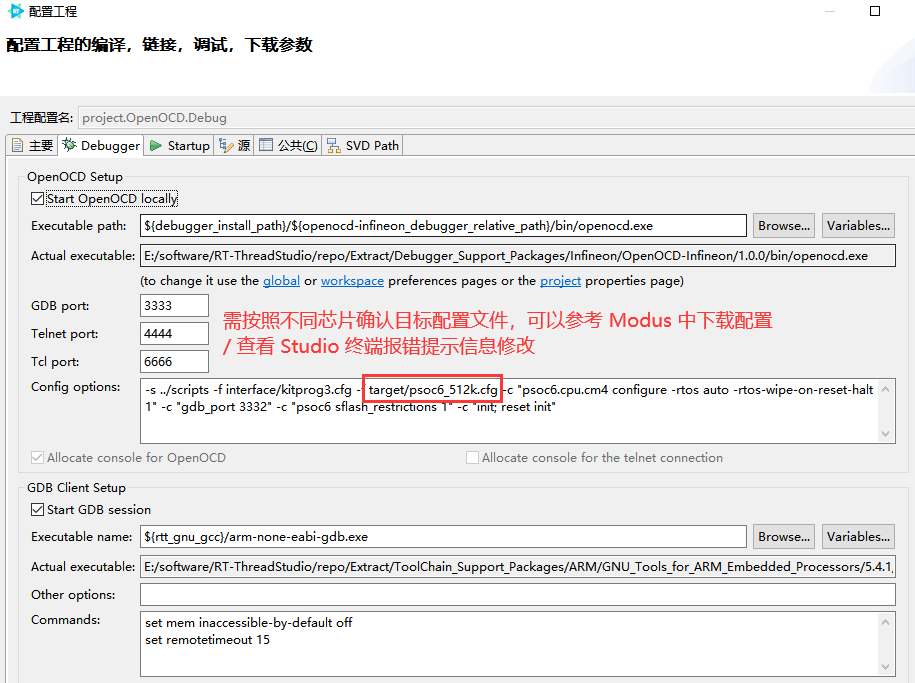 配置工程
配置工程的编译，链接，调试，下载参数
工程配置名: project.OpenOCD.Debug
主要 Debugger Startup 源 公共(C) SVD Path
OpenOCD Setup
Start OpenOCD locally
Executable path: ${debugger_install_path}/${openocd-infineon_debugger_relative_path}/bin/openocd.exe Browse... Variables...
Actual executable: E:/software/RT-ThreadStudio/repo/Extract/Debugger_Support_Packages/Infineon/OpenOCD-Infineon/1.0.0/bin/openocd.exe
(to change it use the global or workspace preferences pages or the project properties page)
GDB port: 3333
需按照不同芯片确认目标配置文件，可以参考 Modus 中下载配置
Telnet port: 4444
/ 查看 Studio 终端报错提示信息修改
Tcl port: 6666
Config options: -s ../scripts -f interface/kitprog3.cfg -f target/psoc6_512k.cfg -c "psoc6.cpu.cm4 configure -rtos auto -rtos-wipe-on-reset-halt
1" -c "gdb_port 3332" -c "psoc6 sflash_restrictions 1" -c "init; reset init"
Allocate console for OpenOCD Allocate console for the telnet connection
GDB Client Setup
Start GDB session
Executable name: ${rtt_gnu_gcc}/arm-none-eabi-gdb.exe Browse... Variables...
Actual executable: E:/software/RT-ThreadStudio/repo/Extract/ToolChain_Support_Packages/ARM/GNU_Tools_for_ARM_Embedded_Processors/5.4.1,
Other options:
Commands: set mem inaccessible-by-default off
set remotetimeout 15